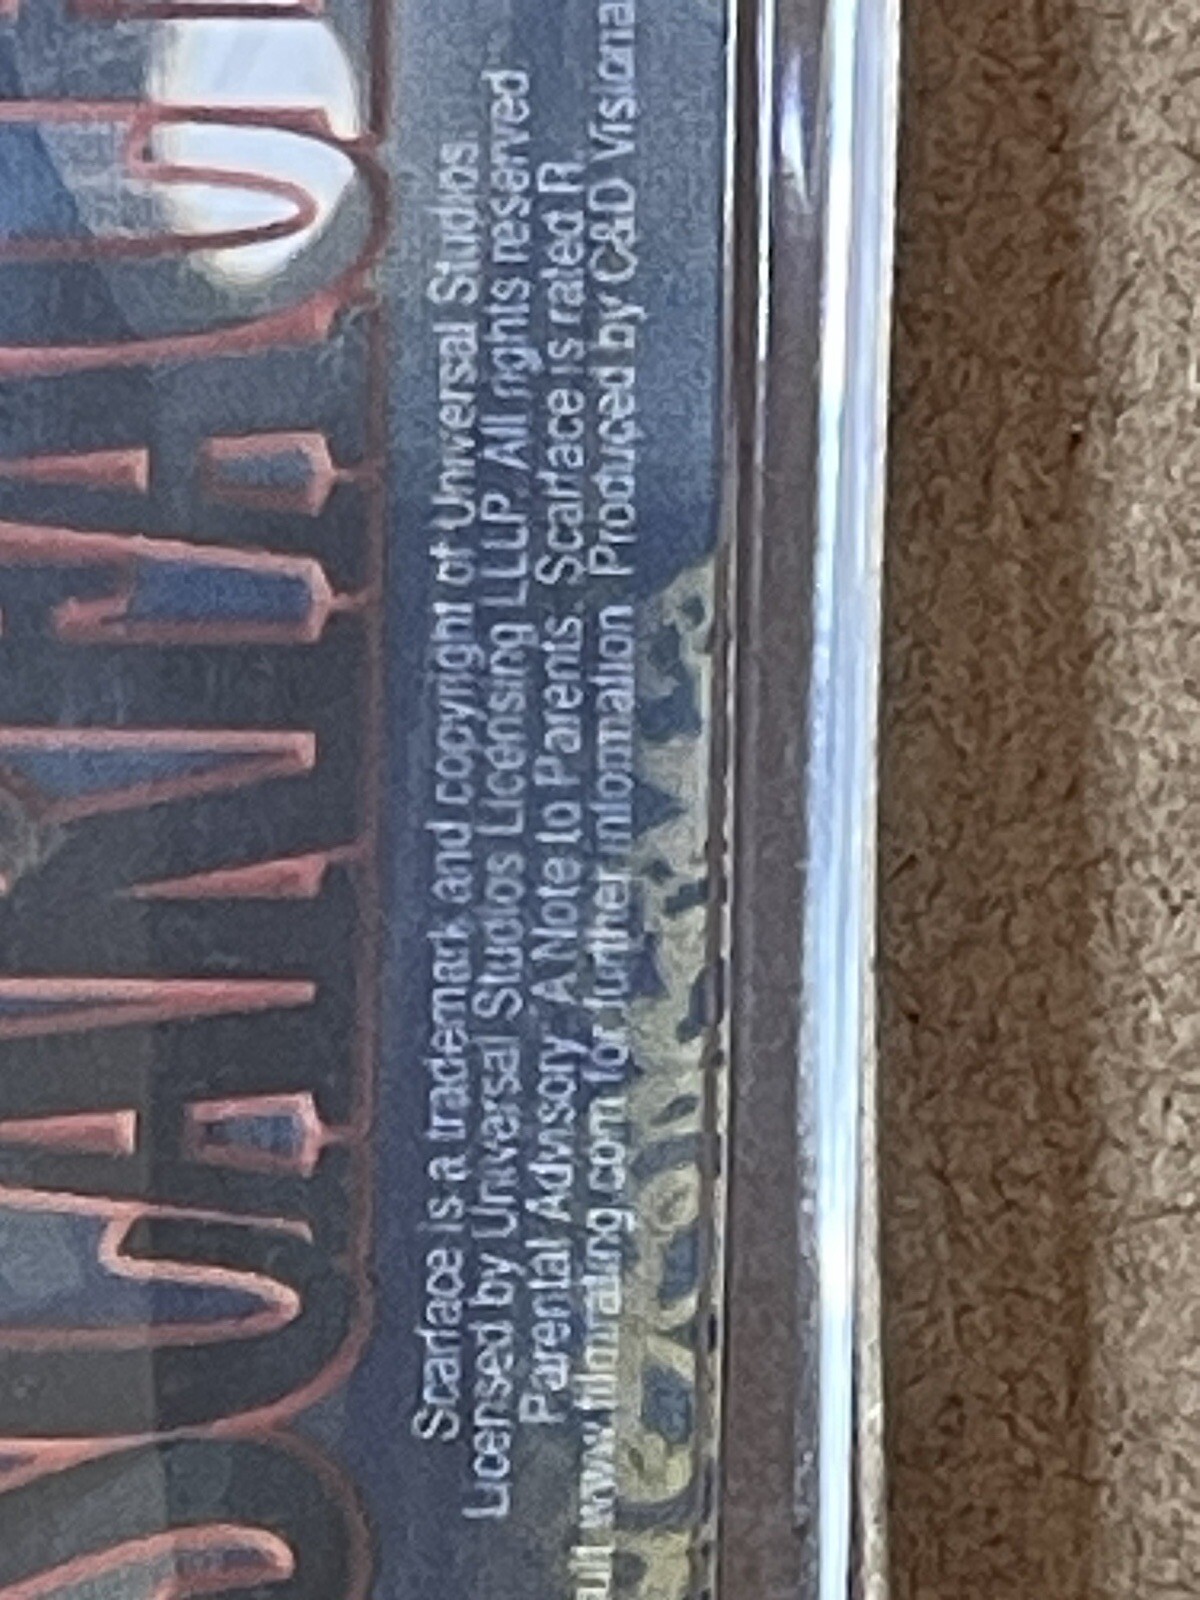 Scarface is a trademark and copyright of Universal Studios.
Licensed by Universal Studios Licensing LLLP. All rights reserved
Parental Advisory. A Note to Parents. Scarface is rated R.
www.filmrating.com for further information Produced by C&D Visiona